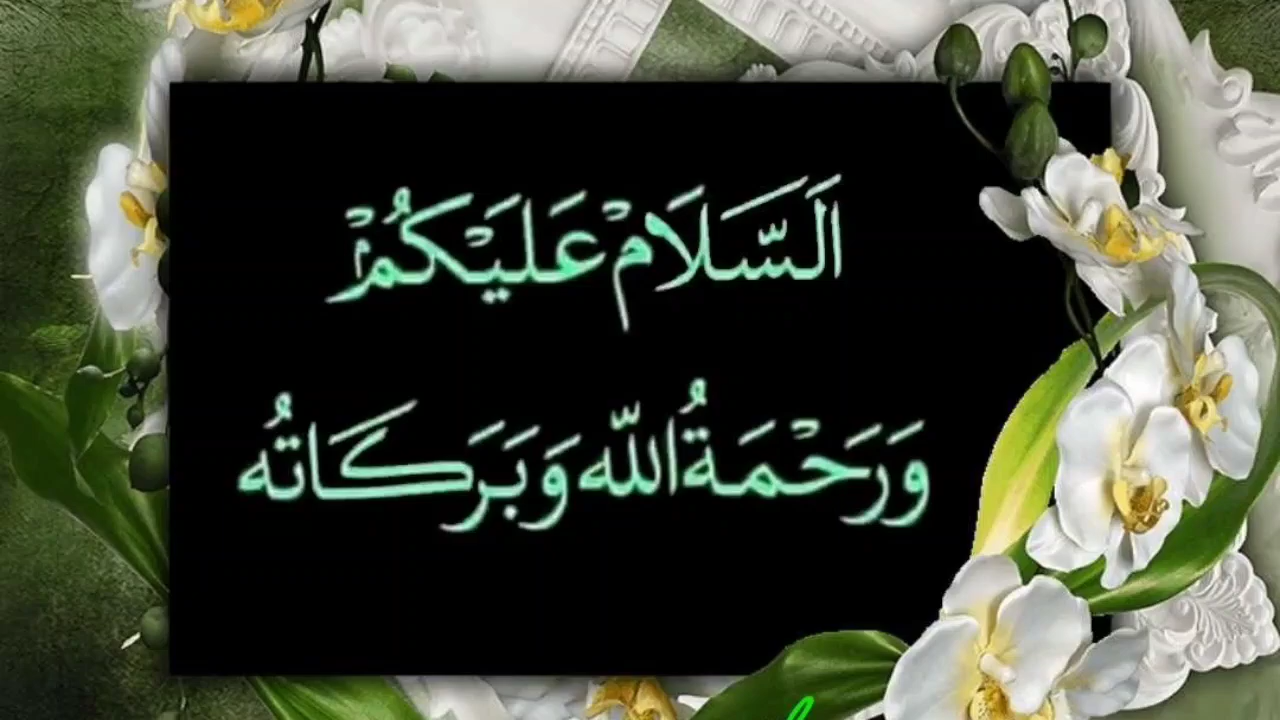 اَلسَّلَامْ عَلَيْكُمْ
وَرَحْمَةُ اللّٰه وَبَرَكَاتُه